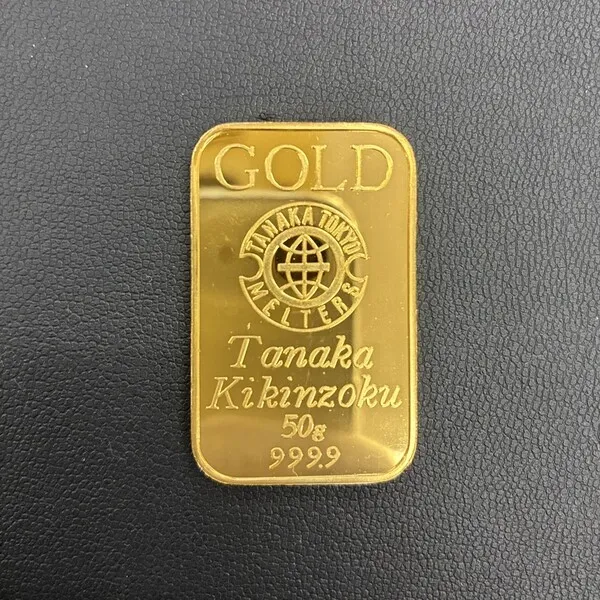 GOLD
TANAKA TOKYO
MELTERS
Tanaka
Kikinzoku
50g
999.9